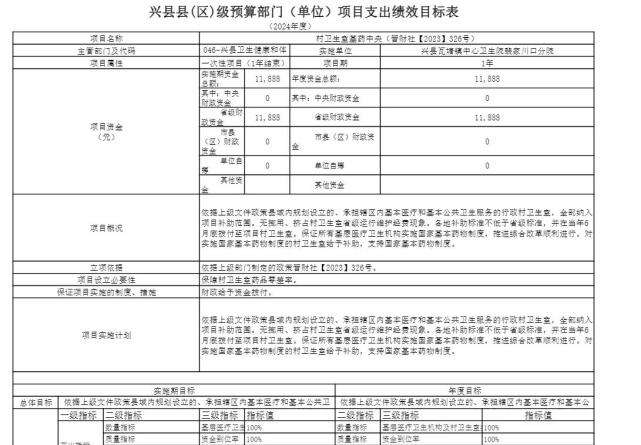 兴县县(区)级预算部门（单位）项目支出绩效目标表
（2024年度）
项目名称 村卫生室基药中央（晋财社【2023】326号）
主管部门及代码 046-兴县卫生健康和体 实施单位 兴县瓦塘镇中心卫生院裴家川口分院
项目属性 一次性项目（1年结束） 项目期 1年
项目资金
（元）
实施期资金
总额： 11,888 年度资金总额： 11,888
其中：中央
财政资金 0 其中：中央财政资金 0
省级财
政资金 11,888 省级财政资金 11,888
市县
（区）财政
资金 0 市县（区）财政资
金 0
单位自
筹 0 单位自筹 0
其他资
金 其他资金
项目概况
依据上级文件政策县域内规划设立的、承担辖区内基本医疗和基本公共卫生服务的行政村卫生室，全部纳入
项目补助范围。无挪用、挤占村卫生室省级运行维护经费现象。各地补助标准不低于省级标准，并在当年6
月底拨付至项目村卫生室。保证所有基层医疗卫生机构实施国家基本药物制度，推进综合改革顺利进行。对
实施国家基本药物制度的村卫生室给予补助，支持国家基本药物制度。
立项依据 依据上级部门制定的政策晋财社【2023】326号。
项目设立必要性 保障村卫生室药品零差率。
保证项目实施的制度、措施 财政给予资金拨付。
项目实施计划
依据上级文件政策县域内规划设立的、承担辖区内基本医疗和基本公共卫生服务的行政村卫生室，全部纳入
项目补助范围。无挪用、挤占村卫生室省级运行维护经费现象。各地补助标准不低于省级标准，并在当年6
月底拨付至项目村卫生室。保证所有基层医疗卫生机构实施国家基本药物制度，推进综合改革顺利进行。对
实施国家基本药物制度的村卫生室给予补助，支持国家基本药物制度。
实施期目标 年度目标
总体目标 依据上级文件政策县域内规划设立的、承担辖区内基本医疗和基本公共卫 依据上级文件政策县域内规划设立的、承担辖区内基本医疗和基本公
一级指标 二级指标 三级指标 指标值 二级指标 三级指标 指标值
数量指标 基层医疗卫生 100% 数量指标 基层医疗卫生机构及村卫生室 100%
质量指标 资金到位率 100% 质量指标 资金到位率 100%